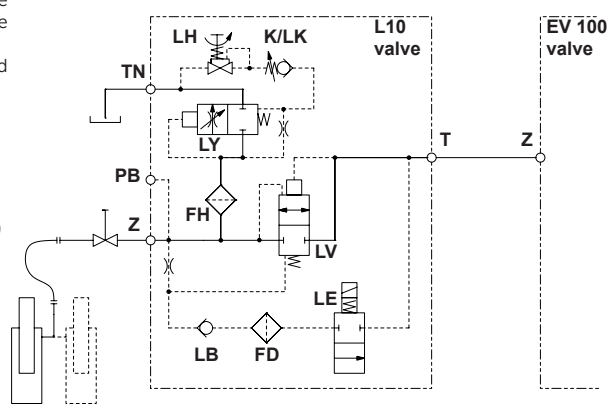 e
e
d
)
L10
valve
EV 100
valve
LH
K/LK
TN
LY
PB
T
Z
Z
FH
LV
LE
LB
FD